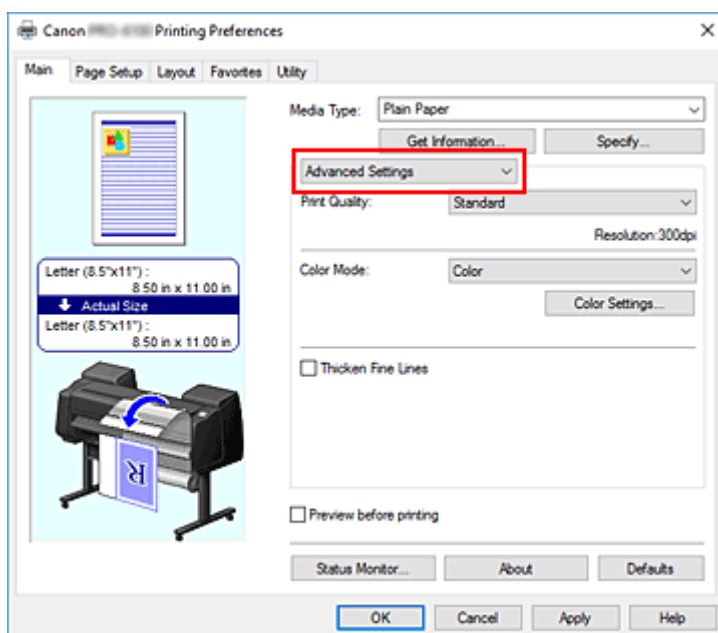 Canon Printing Preferences
Main Page Setup Layout Favorites Utility
Media Type: Plain Paper
Get Information... Specify...
Advanced Settings
Print Quality: Standard
Resolution:300dpi
Color Mode: Color
Color Settings...
Thicken Fine Lines
Letter (8.5"x11") :
8.50 in x 11.00 in
Actual Size
Letter (8.5"x11") :
8.50 in x 11.00 in
R
Preview before printing
Status Monitor... About Defaults
OK Cancel Apply Help